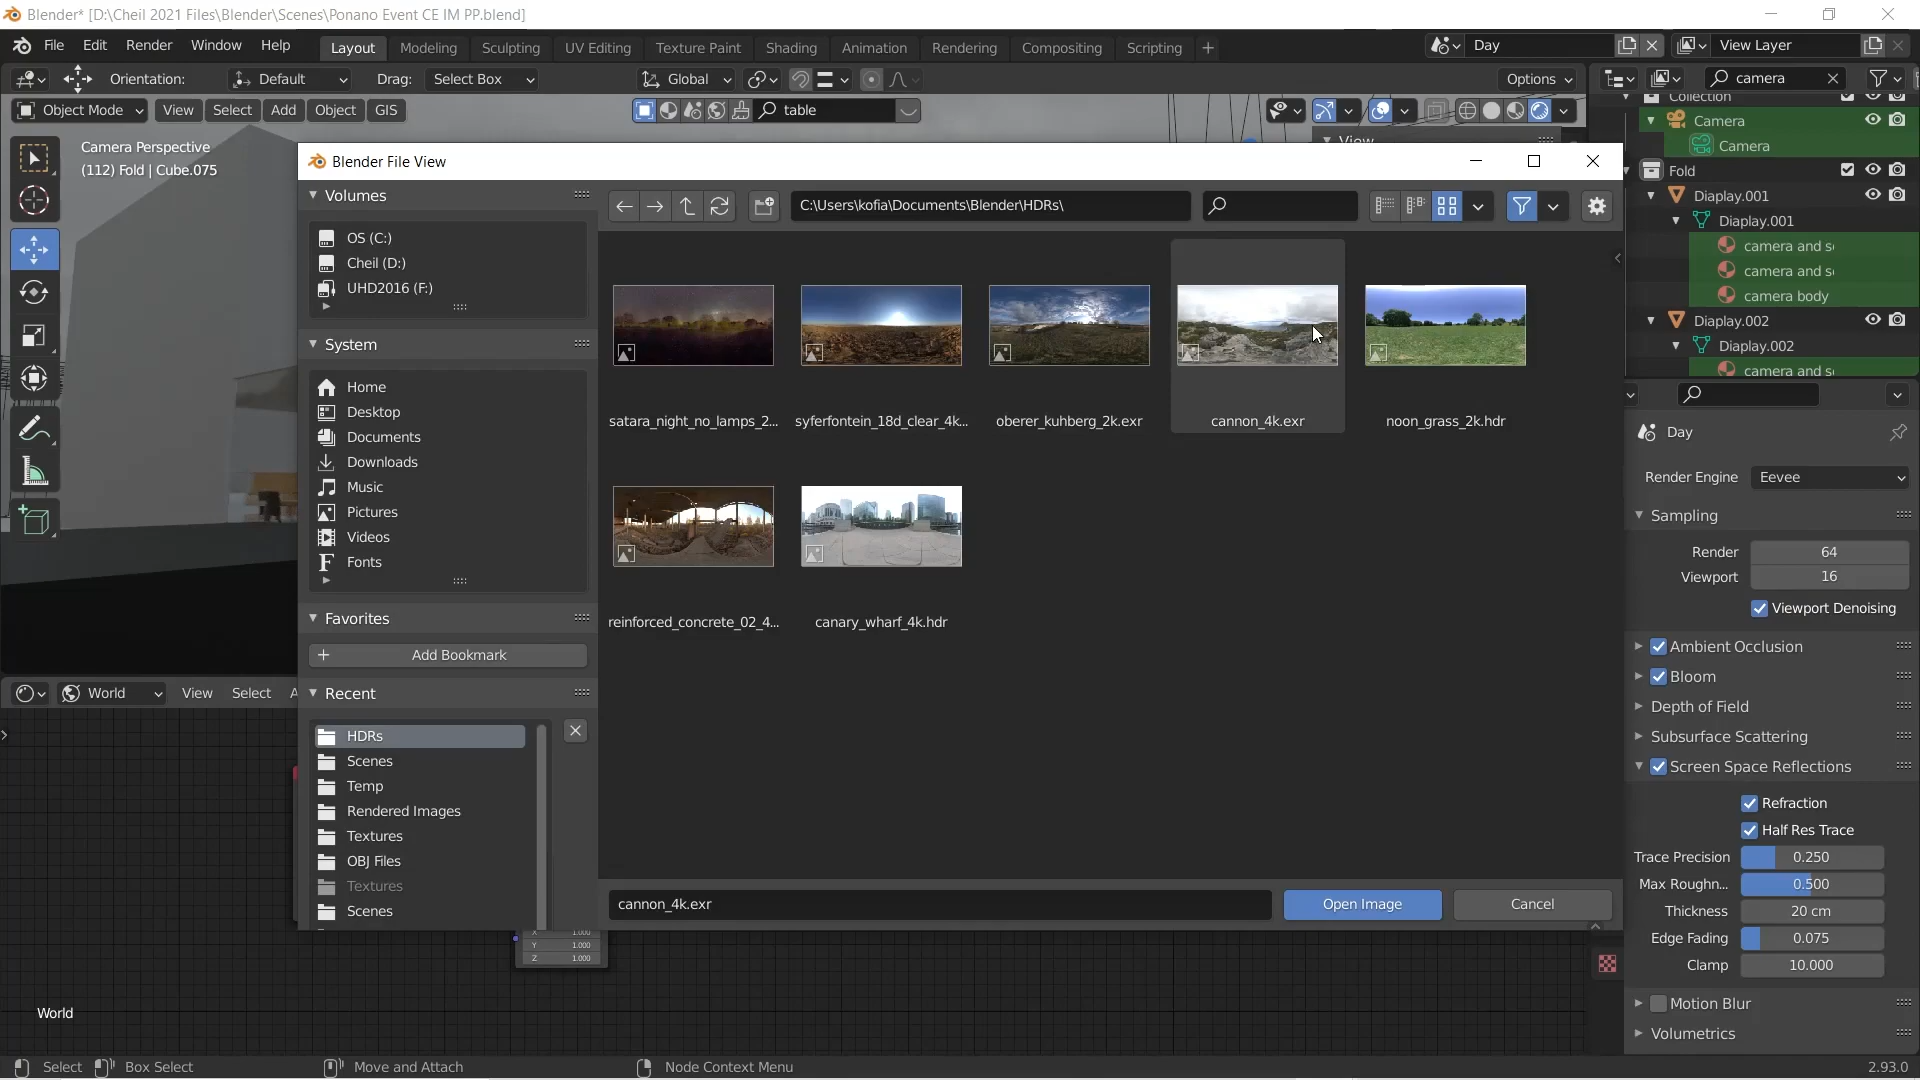 Blender* [D:\Cheil 2021 Files\Blender\Scenes\Ponano Event CE IM PP.blend]
File Edit Render Window Help Layout Modeling Sculpting UV Editing Texture Paint Shading Animation Rendering Compositing Scripting + Day View Layer
Orientation: Default Drag: Select Box Global Options camera
Object Mode View Select Add Object GIS table
Camera Perspective
(112) Fold | Cube.075
View
Collection
Camera
Camera
Fold
Diaplay.001
Diaplay.001
camera and s
camera and s
camera body
Diaplay.002
Diaplay.002
camera and s
Blender File View
Volumes
OS (C:)
Cheil (D:)
UHD2016 (F:)
System
Home
Desktop
Documents
Downloads
Music
Pictures
Videos
Fonts
Favorites
Add Bookmark
Recent
HDRs
Scenes
Temp
Rendered Images
Textures
OBJ Files
Textures
Scenes
C:\Users\kofia\Documents\Blender\HDRs\
satara_night_no_lamps_2... syferfontein_18d_clear_4k... oberer_kuhberg_2k.exr cannon_4k.exr noon_grass_2k.hdr
reinforced_concrete_02_4... canary_wharf_4k.hdr
cannon_4k.exr Open Image Cancel
Day
Render Engine Eevee
Sampling
Render 64
Viewport 16
Viewport Denoising
Ambient Occlusion
Bloom
Depth of Field
Subsurface Scattering
Screen Space Reflections
Refraction
Half Res Trace
Trace Precision 0.250
Max Roughn... 0.500
Thickness 20 cm
Edge Fading 0.075
Clamp 10.000
Motion Blur
Volumetrics
World View Select A
X 1.000
Y 1.000
Z 1.000
World
Select Box Select Move and Attach Node Context Menu 2.93.0